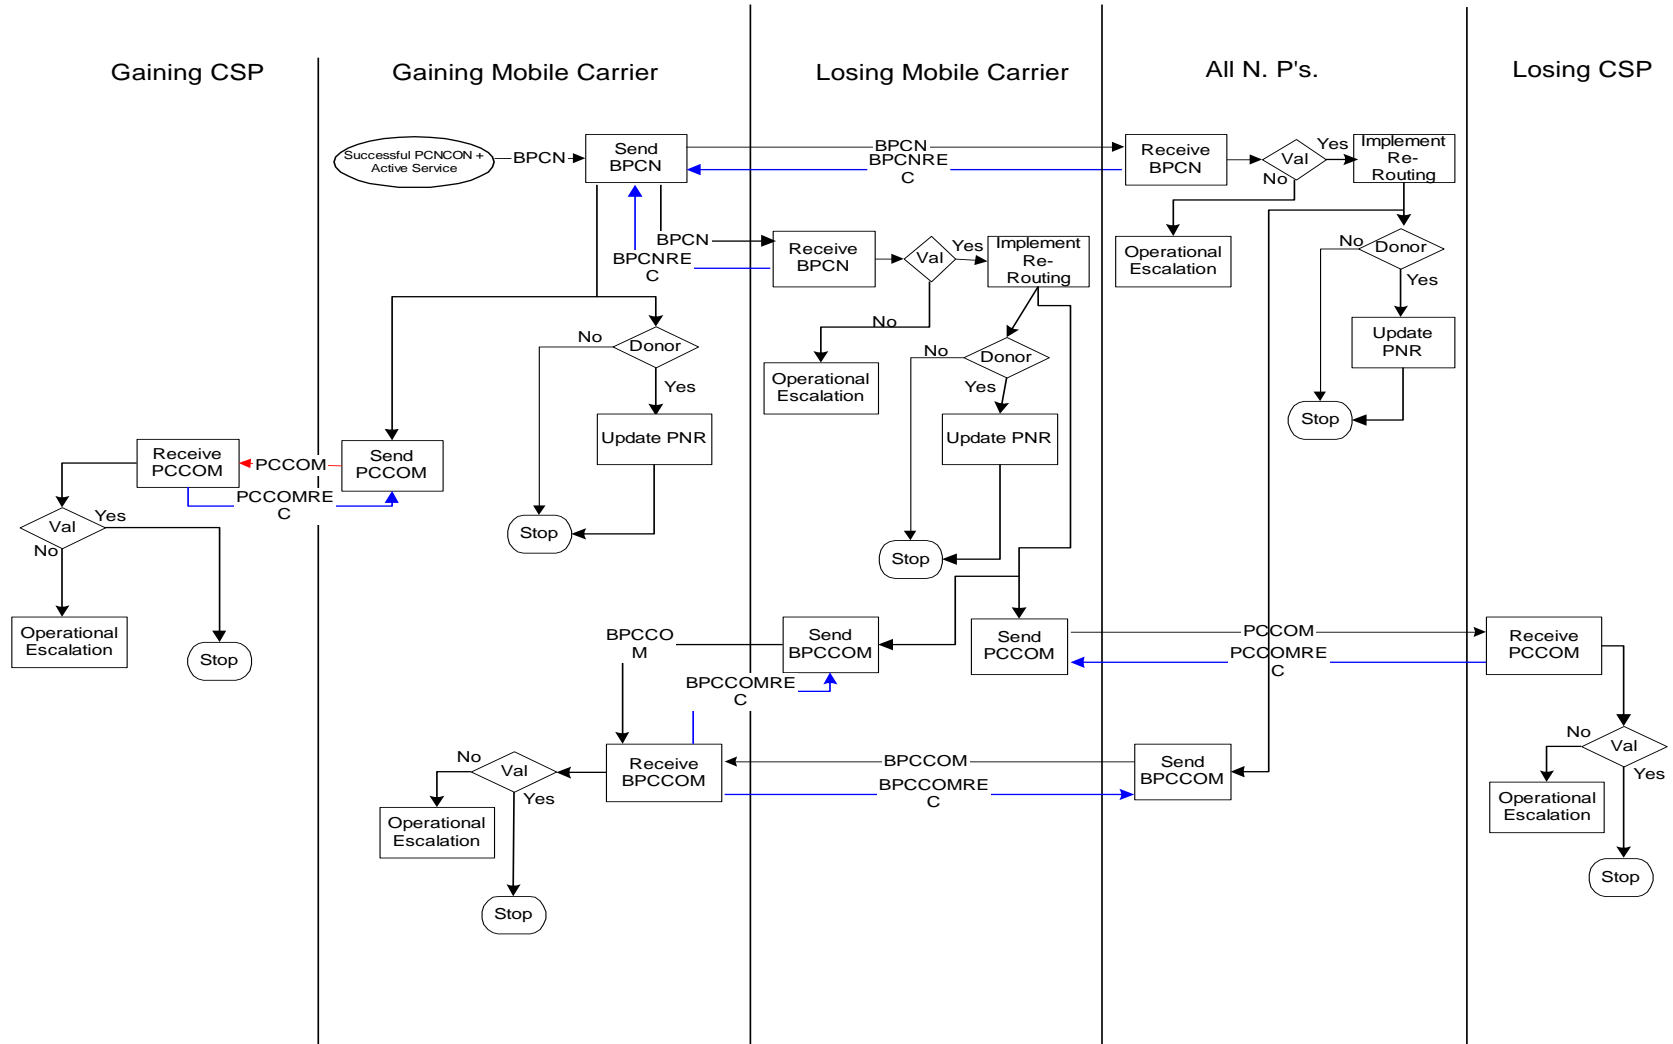 Gaining CSP
Gaining Mobile Carrier
Losing Mobile Carrier
All N. P's.
Losing CSP
Successful PCNCON +
Active Service
BPCN
Send
BPCN
BPCN
BPCNRE
C
Receive
BPCN
Val
Yes
No
Implement
Re-
Routing
Operational
Escalation
Donor
No
Yes
Update
PNR
Stop
BPCN
BPCNRE
C
Receive
BPCN
Val
Yes
No
Implement
Re-
Routing
Operational
Escalation
Donor
No
Yes
Update PNR
Stop
Donor
No
Yes
Update PNR
Stop
Send
PCCOM
PCCOM
PCCOMRE
C
Receive
PCCOM
Val
Yes
No
Operational
Escalation
Stop
BPCCO
M
Send
BPCCOM
BPCCOMRE
C
Send
PCCOM
PCCOM
PCCOMRE
C
Receive
PCCOM
Val
No
Yes
Operational
Escalation
Stop
Receive
BPCCOM
BPCCOM
BPCCOMRE
C
Send
BPCCOM
Val
No
Yes
Operational
Escalation
Stop